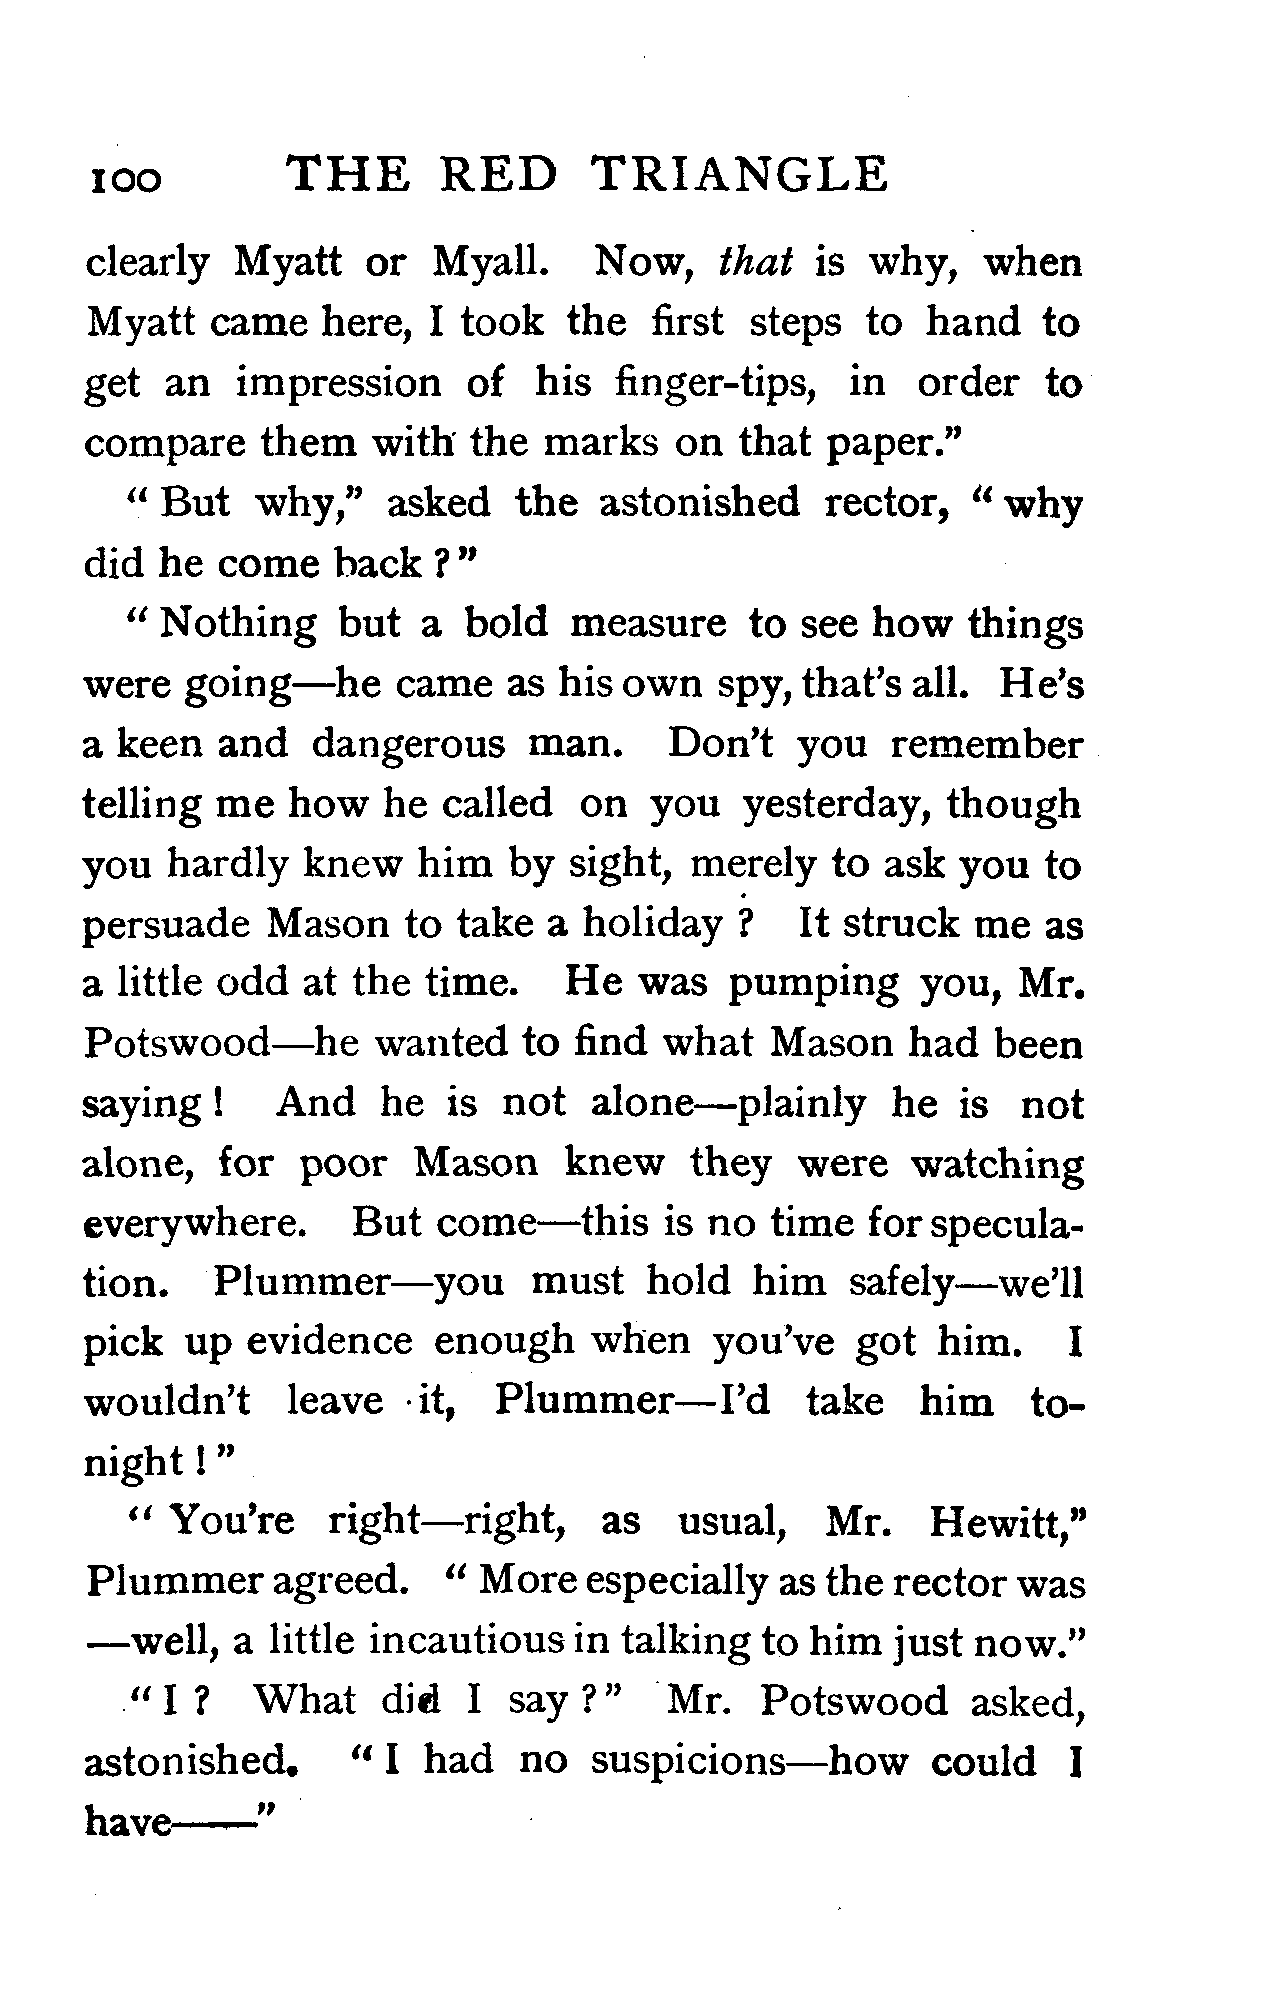 100 THE RED TRIANGLE
clearly Myatt or Myall. Now, that is why, when
Myatt came here, I took the first steps to hand to
get an impression of his finger-tips, in order to
compare them with the marks on that paper.”
“ But why,” asked the astonished rector, “ why
did he come back ? ”
“ Nothing but a bold measure to see how things
were going—he came as his own spy, that's all. He's
a keen and dangerous man. Don't you remember
telling me how he called on you yesterday, though
you hardly knew him by sight, merely to ask you to
persuade Mason to take a holiday ? It struck me as
a little odd at the time. He was pumping you, Mr.
Potswood—he wanted to find what Mason had been
saying ! And he is not alone—plainly he is not
alone, for poor Mason knew they were watching
everywhere. But come—this is no time for specula-
tion. Plummer—you must hold him safely—we'll
pick up evidence enough when you've got him. I
wouldn't leave it, Plummer—I'd take him to-
night ! ”
“ You're right—right, as usual, Mr. Hewitt,”
Plummer agreed. “ More especially as the rector was
—well, a little incautious in talking to him just now.”
“ I ? What did I say ? ” Mr. Potswood asked,
astonished. “ I had no suspicions—how could I
have——”